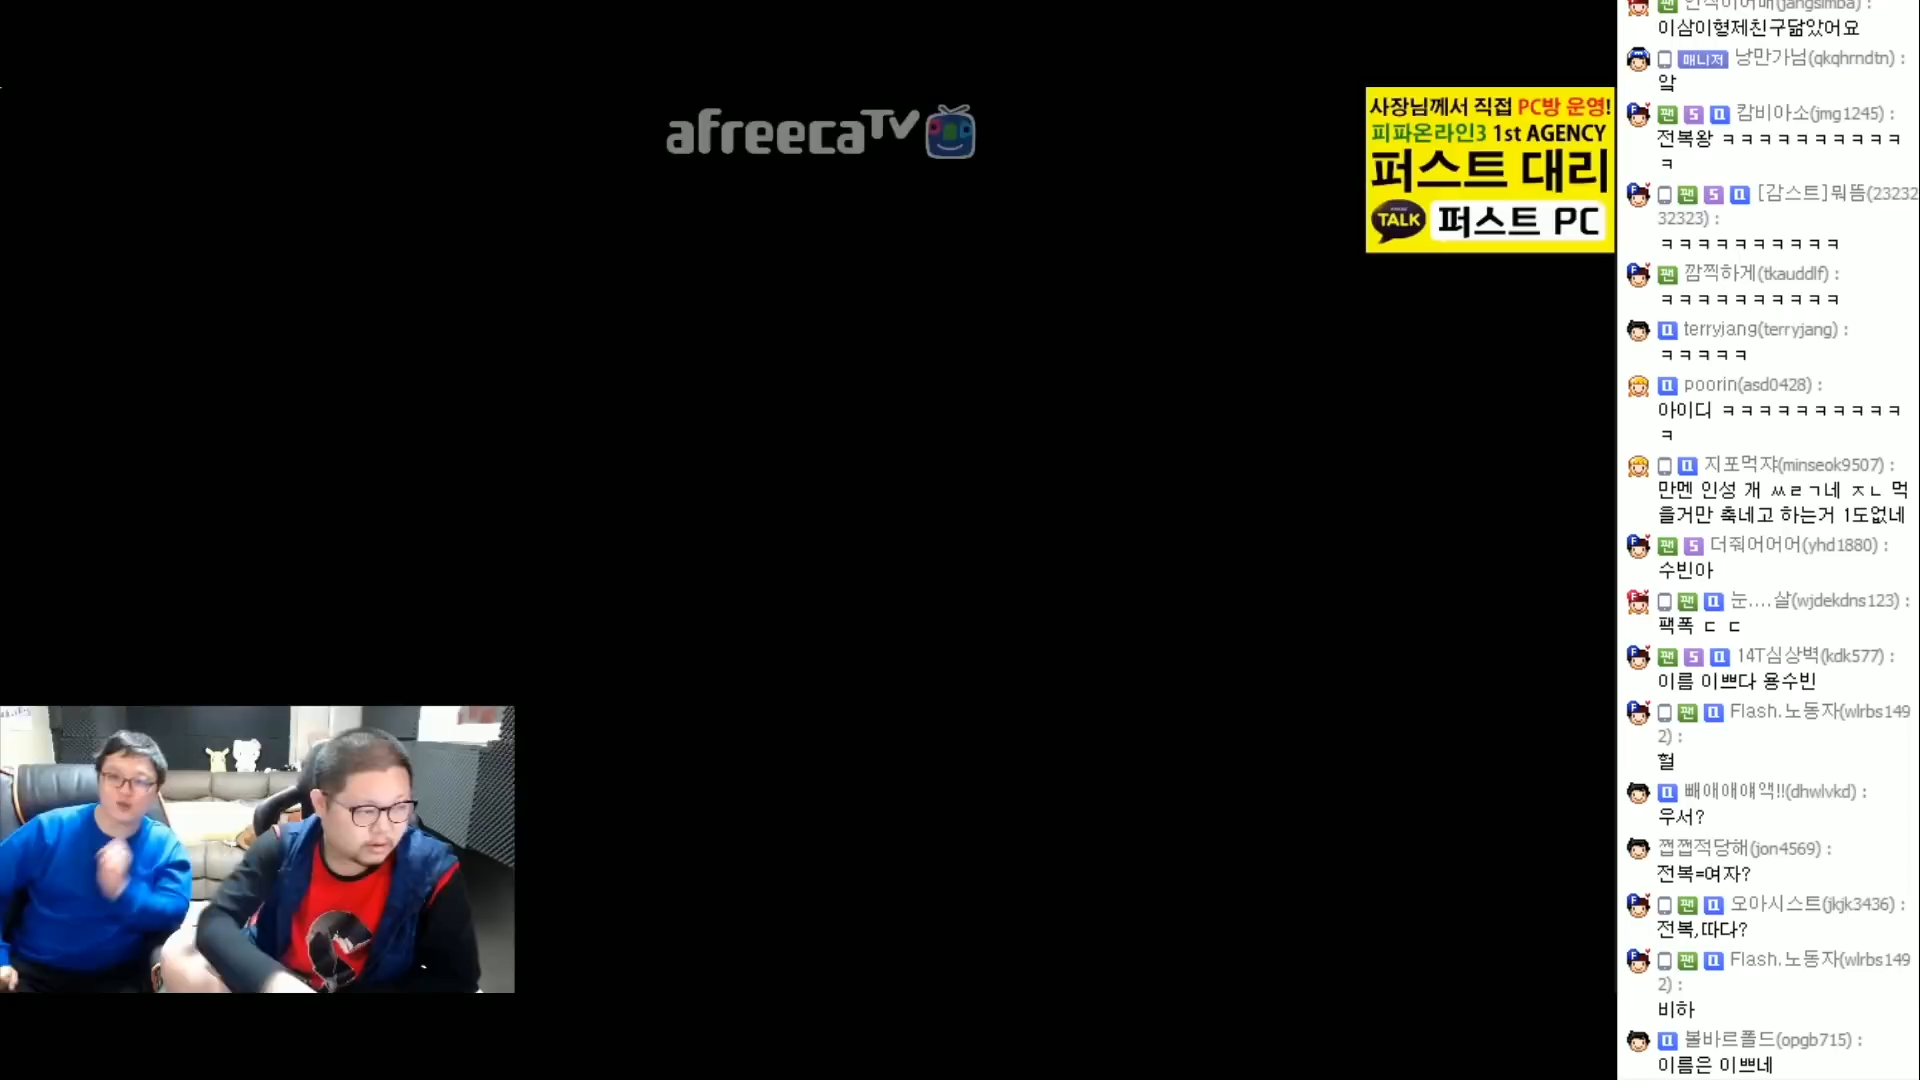 afreecaTV
사장님께서 직접 PC방 운영!
피파온라인3 1st AGENCY
퍼스트 대리
TALK 퍼스트 PC
이삼이형제친구닮았어요
매니저 낭만가넘(qkqhrndtn) :
앜
팬 S 캄비아소(jmg1245) :
전복왕 ㅋㅋㅋㅋㅋㅋㅋㅋㅋㅋ
ㅋ
팬 S [감스트]뭐뜸(23232
32323) :
ㅋㅋㅋㅋㅋㅋㅋㅋㅋㅋ
팬 깜찍하게(tkauddlf) :
ㅋㅋㅋㅋㅋㅋㅋㅋㅋㅋ
terryjang(terryjang) :
ㅋㅋㅋㅋㅋ
poorin(asd0428) :
아이디 ㅋㅋㅋㅋㅋㅋㅋㅋㅋㅋ
ㅋ
지포먹쟈(minseok9507) :
만멘 인성 개 ㅆㄹㄱ네 ㅈㄴ 먹
을거만 축네고 하는거 1도없네
팬 S 더줘어어어(yhd1880) :
수빈아
팬 눈....살(wjdekdns123) :
팩폭 ㄷ ㄷ
팬 S 14T심상벽(kdk577) :
이름 이쁘다 용수빈
팬 Flash.노동자(wlrbs149
2) :
헐
빼애애얘액!!(dhwlvkd) :
우서?
쩝쩝적당해(jon4569) :
전복=여자?
팬 오아시스트(jkjk3436) :
전복,따다?
팬 Flash.노동자(wlrbs149
2) :
비하
볼바르폴드(opgb715) :
이름은 이쁘네